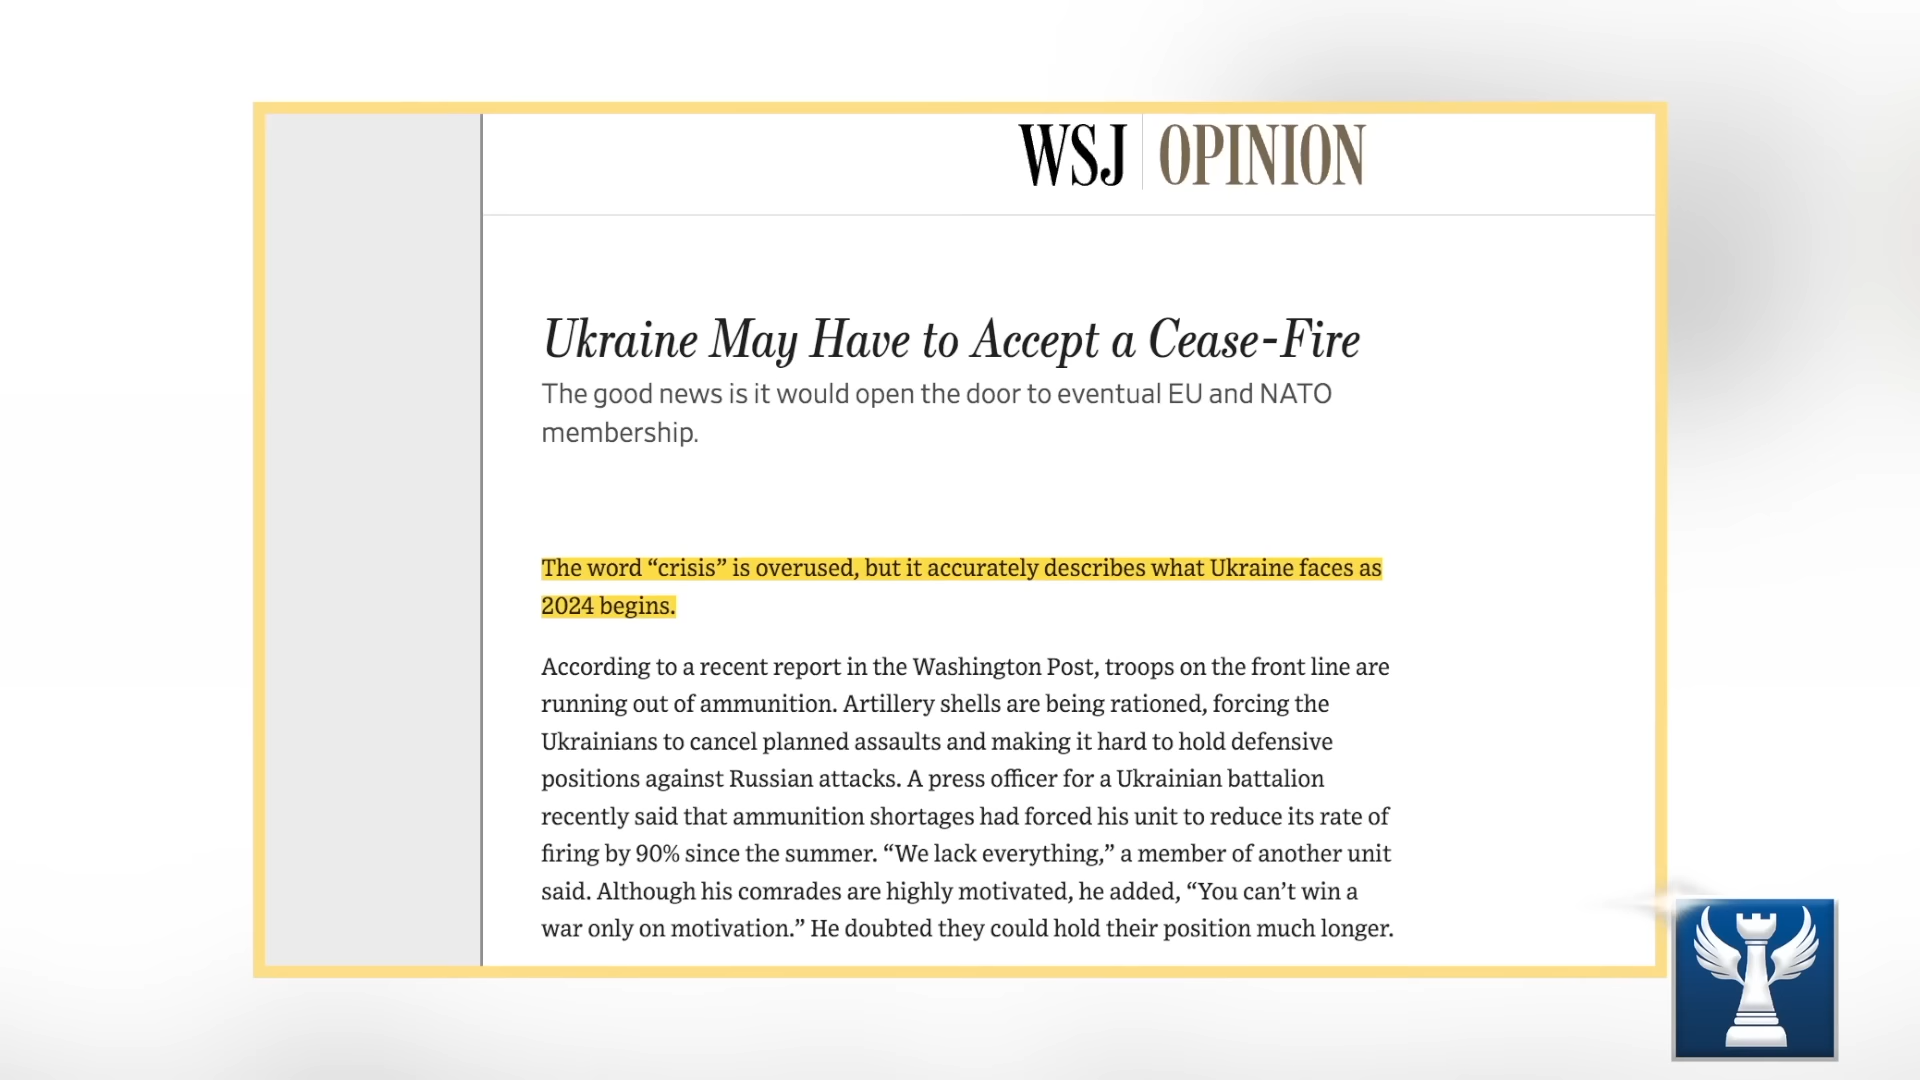 WSJ | OPINION
Ukraine May Have to Accept a Cease-Fire
The good news is it would open the door to eventual EU and NATO
membership.
The word “crisis” is overused, but it accurately describes what Ukraine faces as
2024 begins.
According to a recent report in the Washington Post, troops on the front line are
running out of ammunition. Artillery shells are being rationed, forcing the
Ukrainians to cancel planned assaults and making it hard to hold defensive
positions against Russian attacks. A press officer for a Ukrainian battalion
recently said that ammunition shortages had forced his unit to reduce its rate of
firing by 90% since the summer. “We lack everything,” a member of another unit
said. Although his comrades are highly motivated, he added, “You can’t win a
war only on motivation.” He doubted they could hold their position much longer.